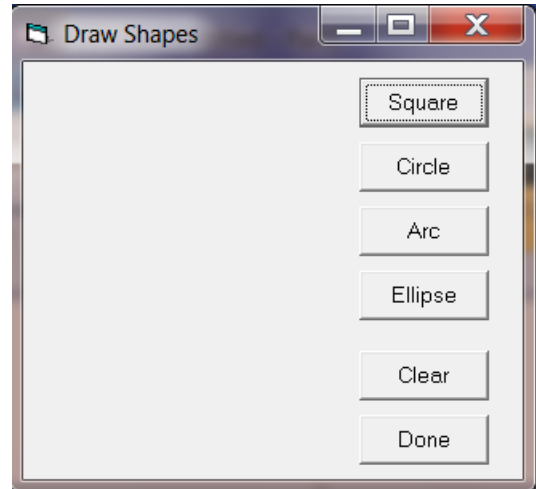 Draw Shapes
Square
Circle
Arc
Ellipse
Clear
Done